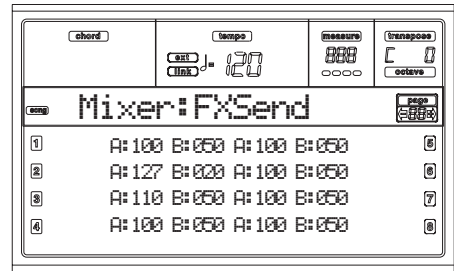 chord tempo measure transpose
ext
link ♩= 120 888 C 0
octave
song Mixer:FXSend page
88
1 A:100 B:050 A:100 B:050 5
2 A:127 B:020 A:100 B:050 6
3 A:110 B:050 A:100 B:050 7
4 A:100 B:050 A:100 B:050 8